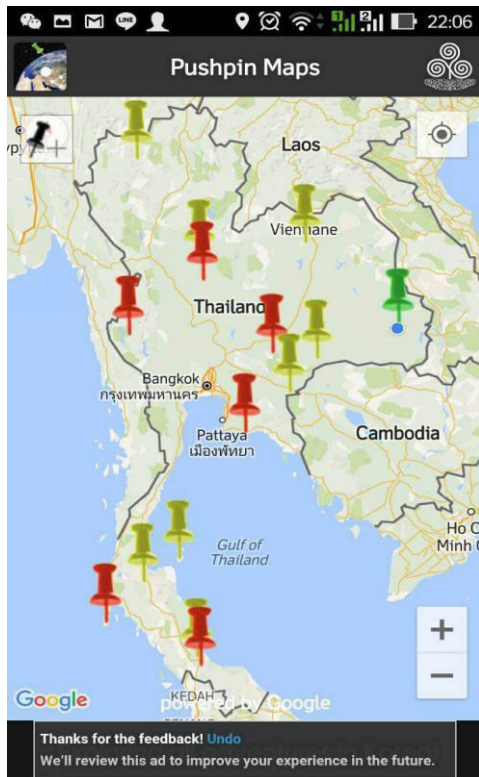 LINE
1
2
22:06
Pushpin Maps
Laos
Vientiane
Thailand
Bangkok
กรุงเทพมหานคร
Pattaya
เมืองพัทยา
Cambodia
Ho C
Minh C
Gulf of
Thailand
+
−
Google
KEDAH
powered by Google
Thanks for the feedback! Undo
We'll review this ad to improve your experience in the future.